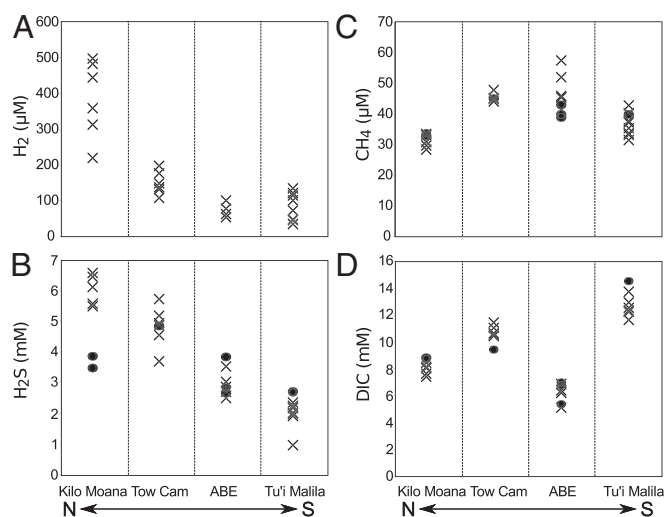 A
C
600
500
400
300
200
100
0
H₂ (µM)
70
60
50
40
30
20
10
0
CH₄ (µM)
B
D
7
6
5
4
3
2
1
0
H₂S (mM)
16
14
12
10
8
6
4
2
0
DIC (mM)
Kilo Moana Tow Cam ABE Tu'i Malila
N S
Kilo Moana Tow Cam ABE Tu'i Malila
N S